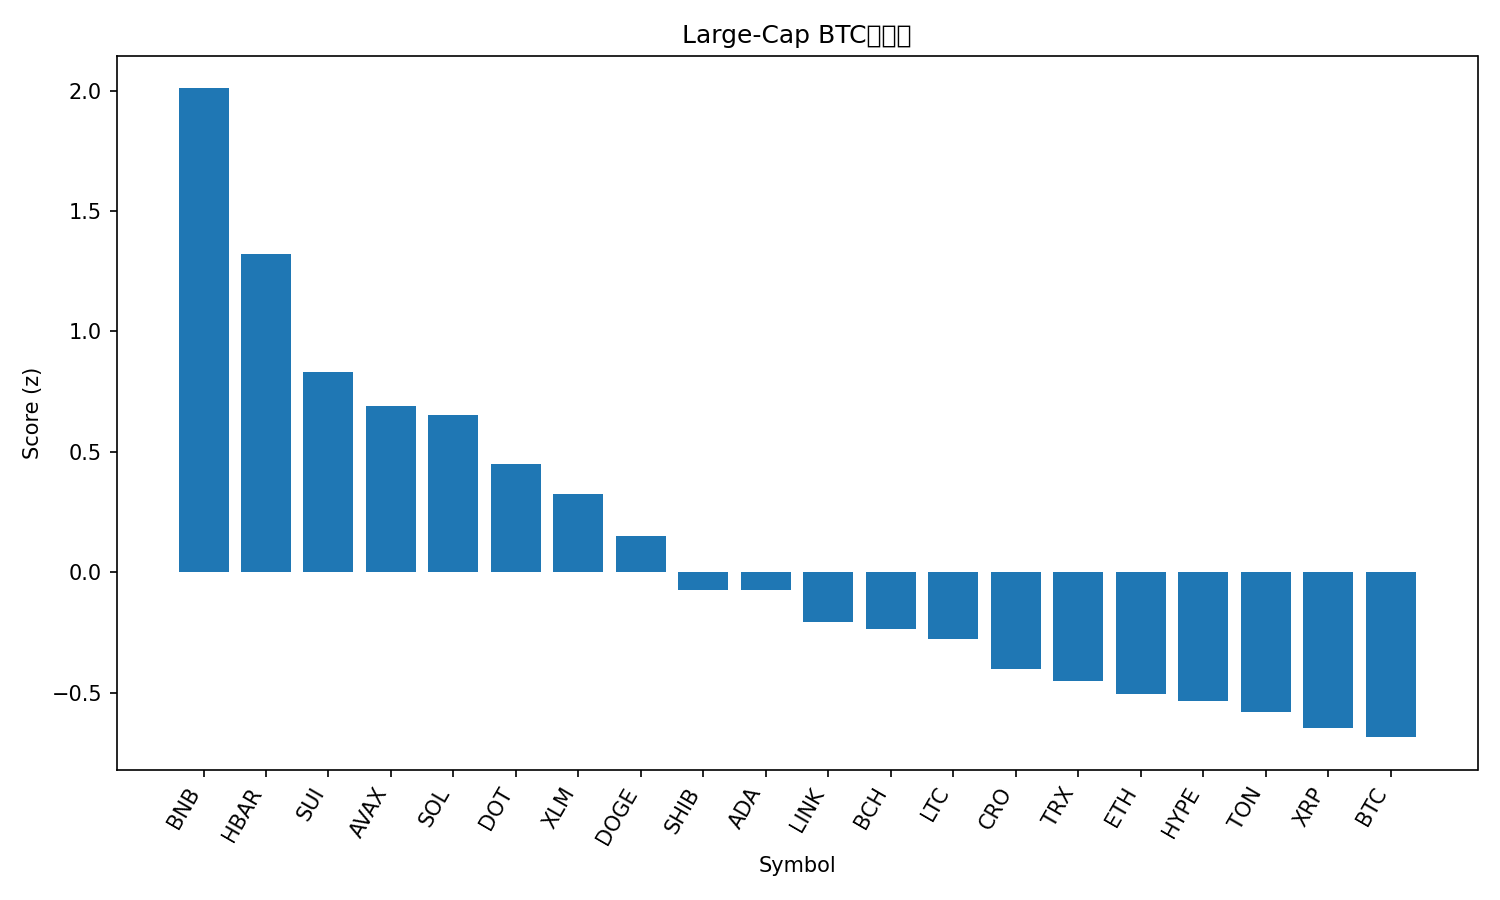 Large-Cap BTC
2.0
1.5
1.0
0.5
0.0
−0.5
Score (z)
BNB
HBAR
SUI
AVAX
SOL
DOT
XLM
DOGE
SHIB
ADA
LINK
BCH
LTC
CRO
TRX
ETH
HYPE
TON
XRP
BTC
Symbol